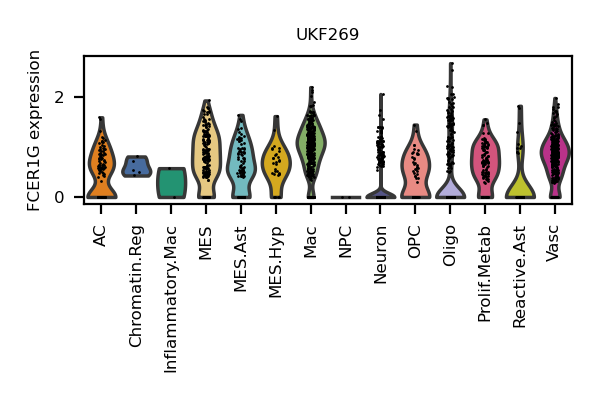 UKF269
FCER1G expression
2
0
AC
Chromatin.Reg
Inflammatory.Mac
MES
MES.Ast
MES.Hyp
Mac
NPC
Neuron
OPC
Oligo
Prolif.Metab
Reactive.Ast
Vasc